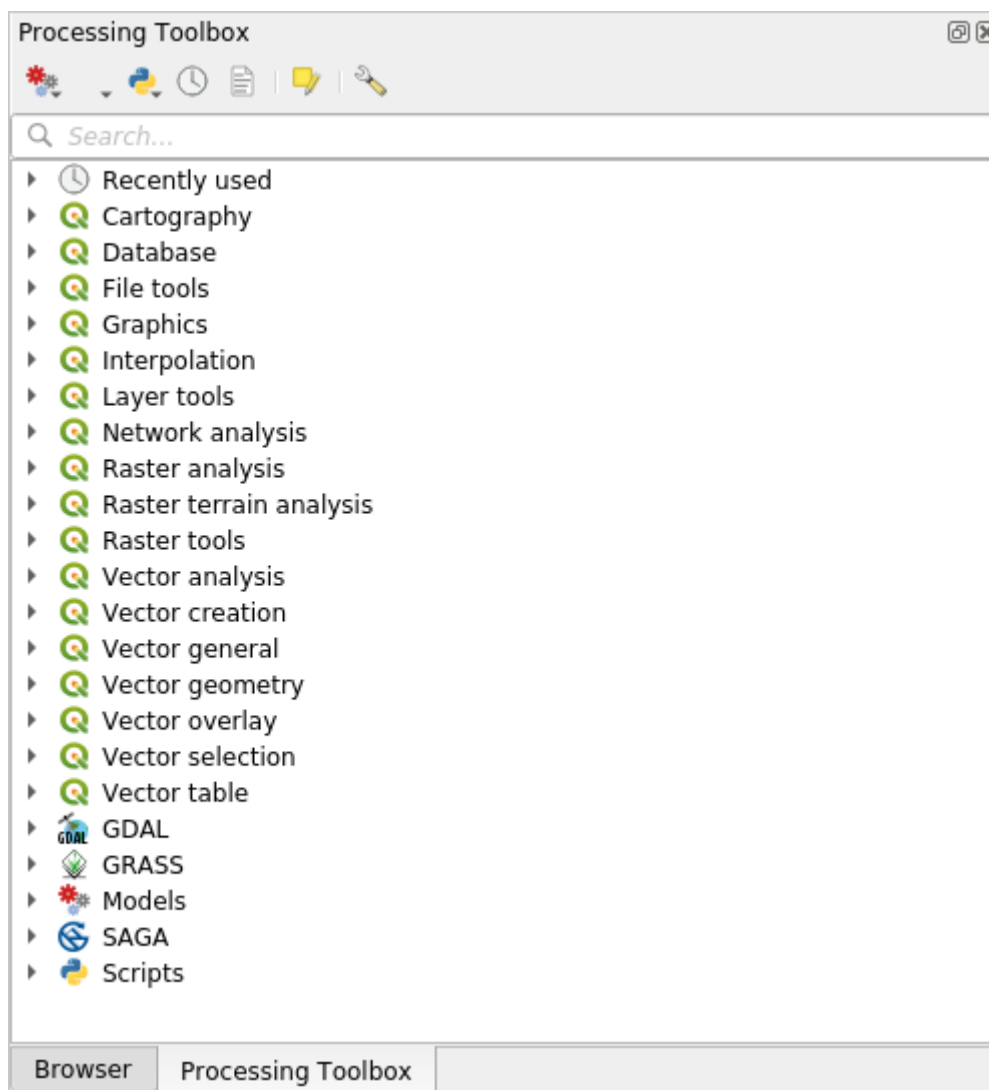 Processing Toolbox
Search...
Recently used
Cartography
Database
File tools
Graphics
Interpolation
Layer tools
Network analysis
Raster analysis
Raster terrain analysis
Raster tools
Vector analysis
Vector creation
Vector general
Vector geometry
Vector overlay
Vector selection
Vector table
GDAL GDAL
GRASS
Models
SAGA
Scripts
Browser Processing Toolbox